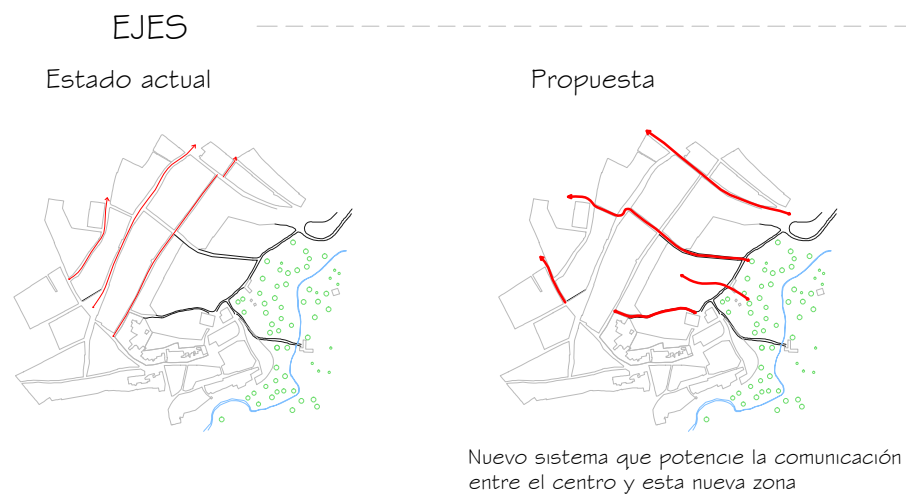 EJES
Estado actual
Propuesta
Nuevo sistema que potencie la comunicación
entre el centro y esta nueva zona